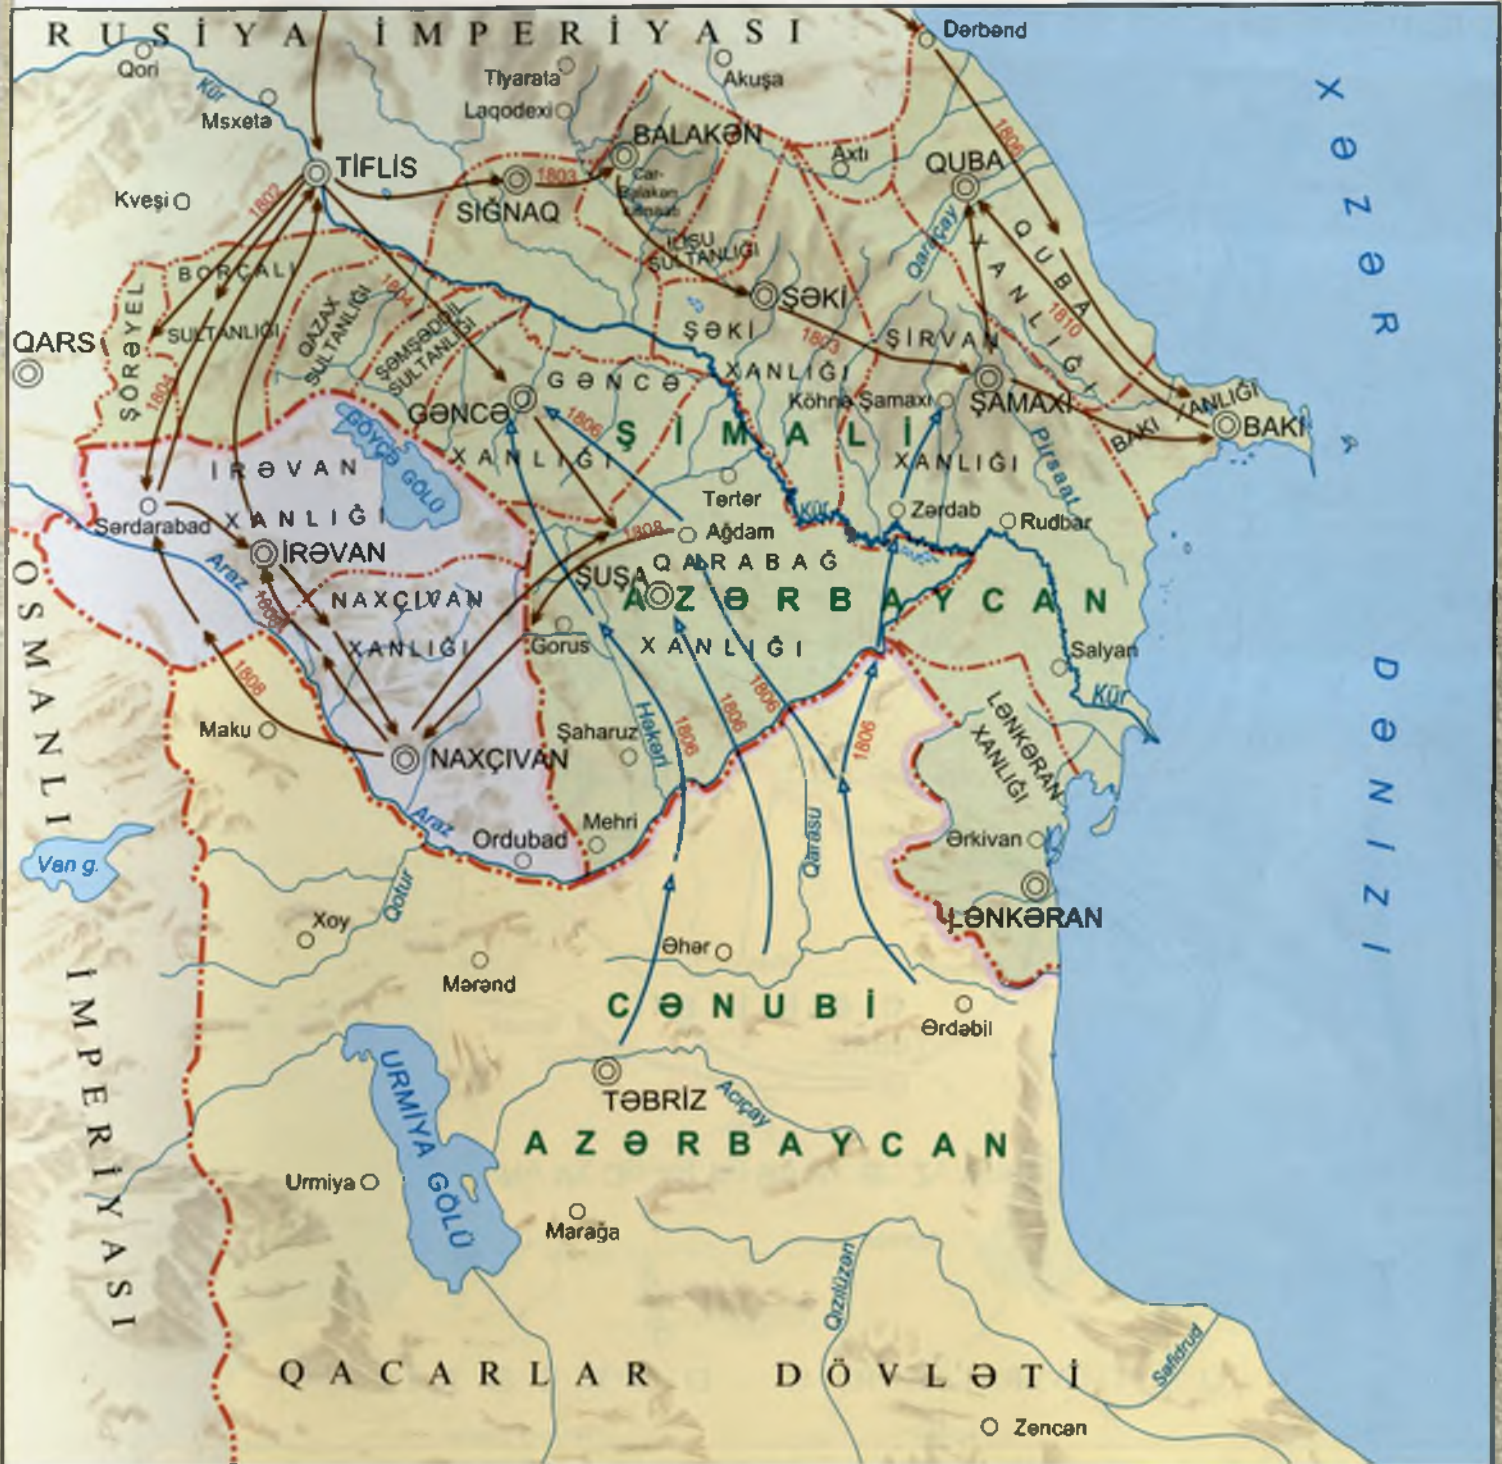 RUSİYA İMPERİYASI
Dərbənd
Qori
Kür
Msxeta
Tlyarata
Laqodexi
Akuşa
TİFLİS
Kveşi
1802
SIĞNAQ
1803
BALAKƏN
Car-
Balakən
Axtı
QUBA
1806
İLİSU
SULTANLIĞI
Qaraçay
QUBA
XANLIĞI
1810
XƏZƏR DƏNİZİ
BORÇALI
SULTANLIĞI
ŞÖRƏYEL
QAZAX
SULTANLIĞI
1804
ŞƏMŞƏDDİL
SULTANLIĞI
QARS
1804
ŞƏKİ
ŞƏKİ
XANLIĞI
1803
ŞİRVAN
XANLIĞI
Köhnə Şamaxı
ŞAMAXI
BAKI XANLIĞI
BAKI
Pirsaat
GƏNCƏ
GƏNCƏ
XANLIĞI
1806
GÖYÇƏ GÖLÜ
ŞİMALİ
AZƏRBAYCAN
İRƏVAN
XANLIĞI
Sərdarabad
İRƏVAN
Araz
1808
Tərtər
Kür
Zərdab
Rudbar
1808
Ağdam
ŞUŞA
QARABAĞ
XANLIĞI
NAXÇIVAN
XANLIĞI
Gorus
Salyan
Kür
1808
Maku
NAXÇIVAN
Şaharuz
Həkəri
1806
1806
1806
1806
LƏNKƏRAN
XANLIĞI
Araz
Ordubad
Mehri
Qarasu
Ərkivan
LƏNKƏRAN
OSMANLI İMPERİYASI
Van g.
Qotur
Xoy
Mərənd
Əhər
CƏNUBİ
AZƏRBAYCAN
Ərdəbil
URMİYA GÖLÜ
TƏBRİZ
Acıçay
Urmiya
Marağa
Qızılüzən
Səfidrud
QACARLAR DÖVLƏTİ
Zəncan